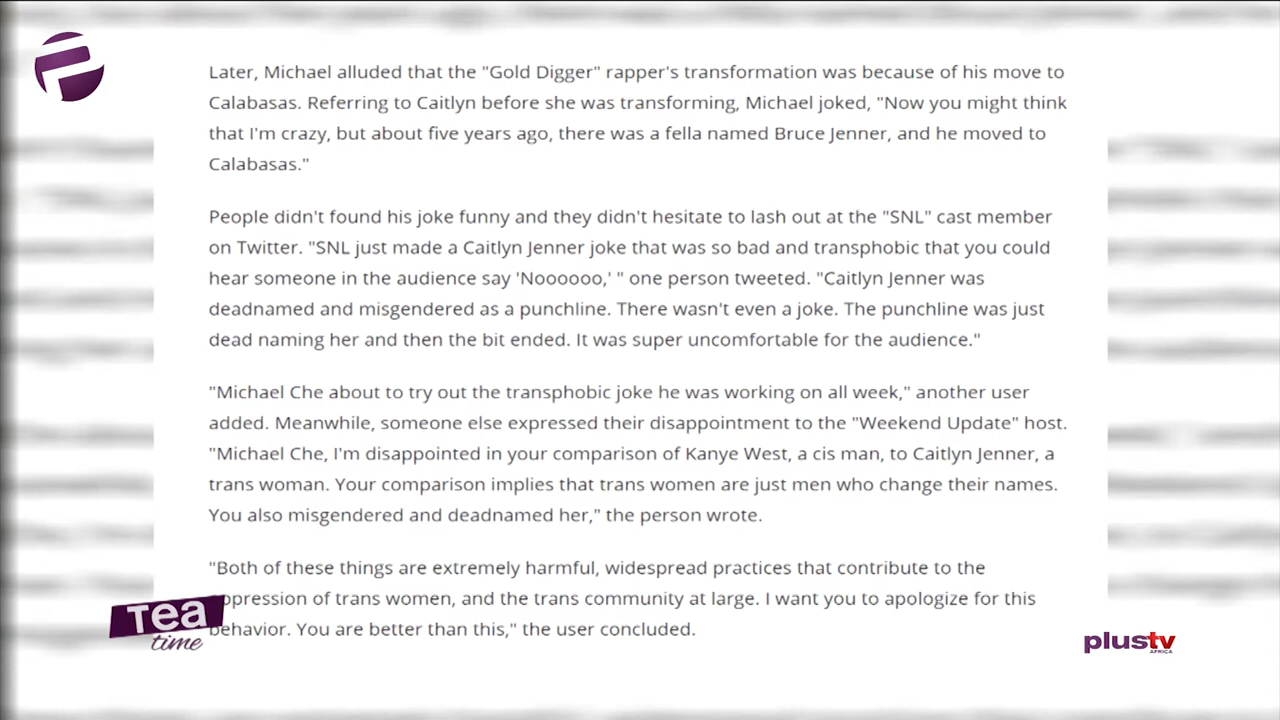 Later, Michael alluded that the "Gold Digger" rapper's transformation was because of his move to
Calabasas. Referring to Caitlyn before she was transforming, Michael joked, "Now you might think
that I'm crazy, but about five years ago, there was a fella named Bruce Jenner, and he moved to
Calabasas."
People didn't found his joke funny and they didn't hesitate to lash out at the "SNL" cast member
on Twitter. "SNL just made a Caitlyn Jenner joke that was so bad and transphobic that you could
hear someone in the audience say 'Noooooo,' " one person tweeted. "Caitlyn Jenner was
deadnamed and misgendered as a punchline. There wasn't even a joke. The punchline was just
dead naming her and then the bit ended. It was super uncomfortable for the audience."
"Michael Che about to try out the transphobic joke he was working on all week," another user
added. Meanwhile, someone else expressed their disappointment to the "Weekend Update" host.
"Michael Che, I'm disappointed in your comparison of Kanye West, a cis man, to Caitlyn Jenner, a
trans woman. Your comparison implies that trans women are just men who change their names.
You also misgendered and deadnamed her," the person wrote.
"Both of these things are extremely harmful, widespread practices that contribute to the
oppression of trans women, and the trans community at large. I want you to apologize for this
behavior. You are better than this," the user concluded.
Tea
time
plustv
AFRICA